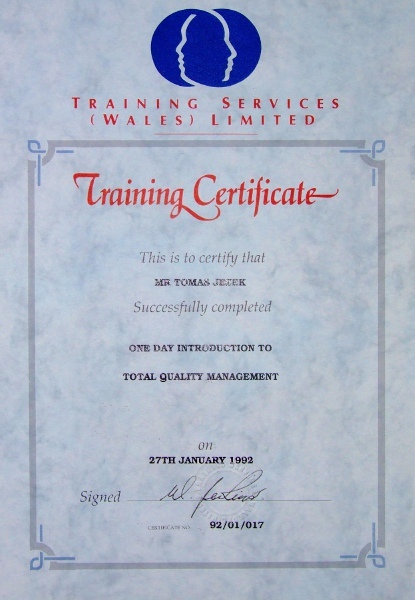 TRAINING SERVICES
(WALES) LIMITED
Training Certificate
This is to certify that
MR TOMAS
Successfully completed
ONE DAY INTRODUCTION TO
TOTAL QUALITY MANAGEMENT
on
27TH JANUARY 1992
Signed
CERTIFICATE NO. 92/01/017